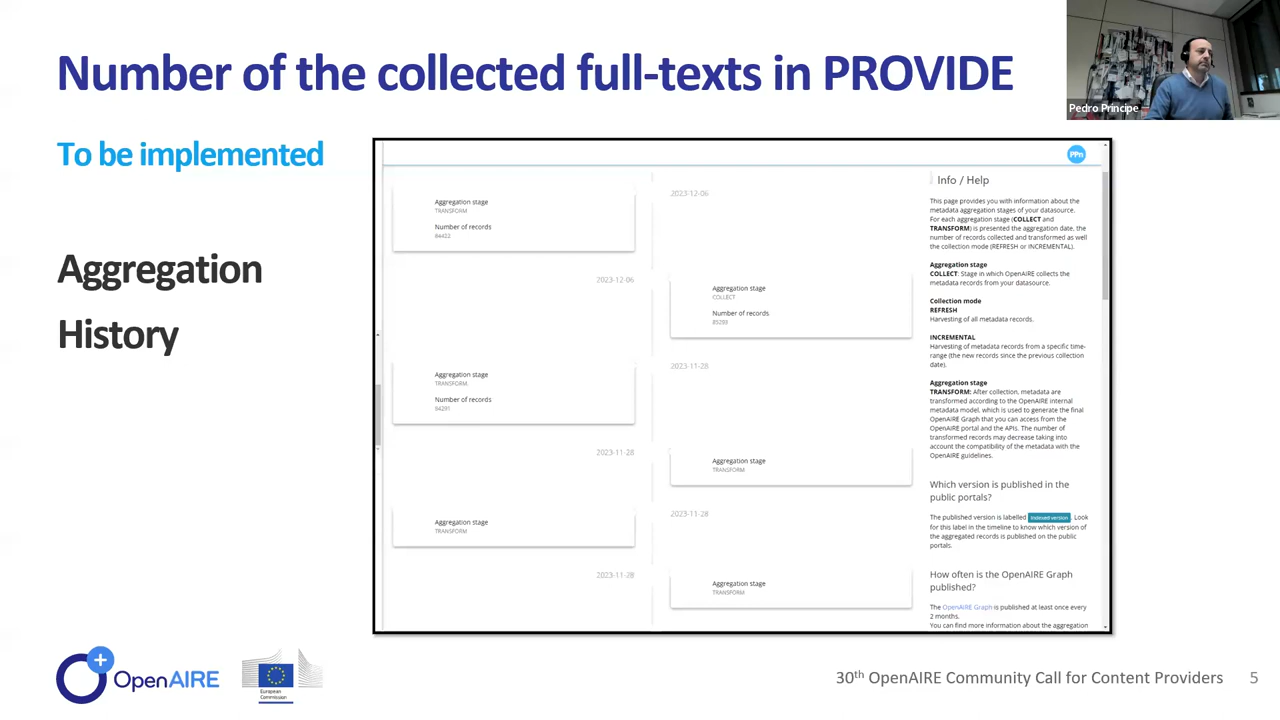 Number of the collected full-texts in PROVIDE
Pedro Príncipe
To be implemented
Aggregation
History
PPn
Aggregation stage
TRANSFORM
Number of records
84422
2023-12-06
2023-12-06
Aggregation stage
COLLECT
Number of records
85293
Aggregation stage
TRANSFORM
Number of records
84291
2023-11-28
2023-11-28
Aggregation stage
TRANSFORM
2023-11-28
Aggregation stage
TRANSFORM
2023-11-28
Aggregation stage
TRANSFORM
Info / Help
This page provides you with information about the
metadata aggregation stages of your datasource.
For each aggregation stage (COLLECT and
TRANSFORM) is presented the aggregation date, the
number of records collected and transformed as well
the collection mode (REFRESH or INCREMENTAL).
Aggregation stage
COLLECT: Stage in which OpenAIRE collects the
metadata records from your datasource.
Collection mode
REFRESH
Harvesting of all metadata records.
INCREMENTAL
Harvesting of metadata records from a specific time-
range (the new records since the previous collection
date).
Aggregation stage
TRANSFORM: After collection, metadata are
transformed according to the OpenAIRE internal
metadata model, which is used to generate the final
OpenAIRE Graph that you can access from the
OpenAIRE portal and the APIs. The number of
transformed records may decrease taking into
account the compatibility of the metadata with the
OpenAIRE guidelines.
Which version is published in the
public portals?
The published version is labelled Indexed version. Look
for this label in the timeline to know which version of
the aggregated records is published on the public
portals.
How often is the OpenAIRE Graph
published?
The OpenAIRE Graph is published at least once every
2 months.
You can find more information about the aggregation
OpenAIRE
European
Commission
30th OpenAIRE Community Call for Content Providers 5